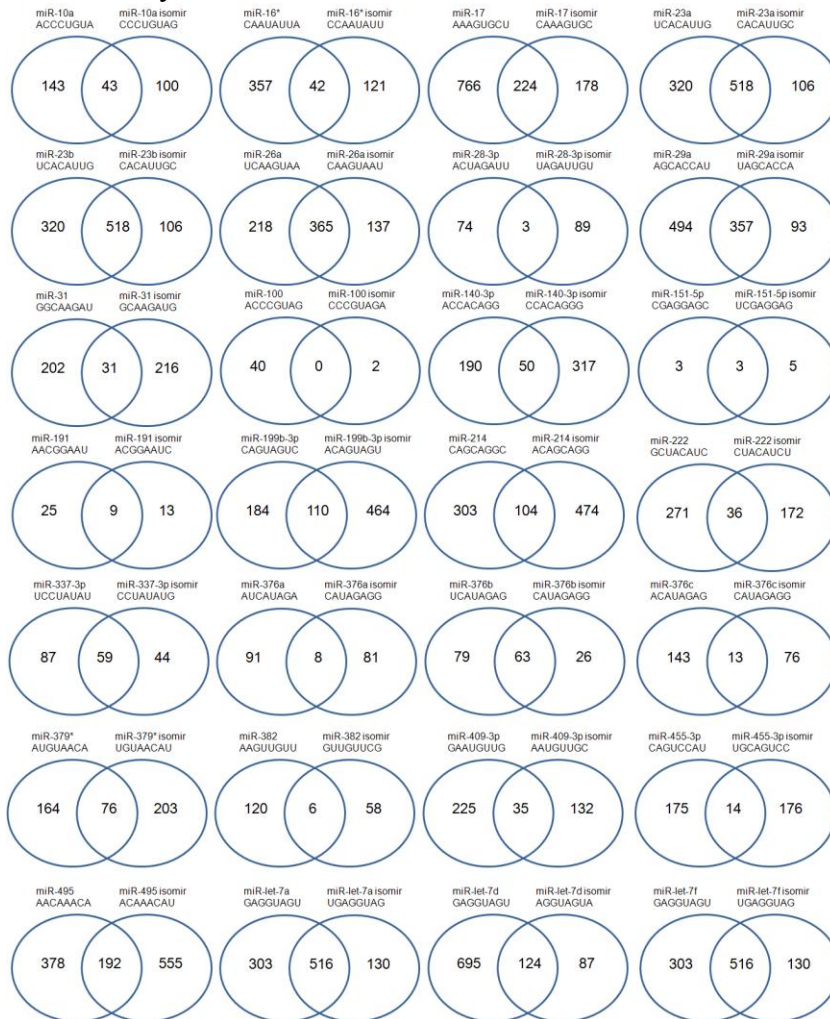 miR-10a miR-10a isomir miR-16* miR-16* isomir miR-17 miR-17 isomir miR-23a miR-23a isomir
ACCCUGUA CCCUGUAG CAAUAUUA CCAAUAUU AAAGUGCU CAAAGUGC UCACAUUG CACAUUGC
143 43 100 357 42 121 766 224 178 320 518 106
miR-23b miR-23b isomir miR-26a miR-26a isomir miR-28-3p miR-28-3p isomir miR-29a miR-29a isomir
UCACAUUG CACAUUGC UCAAGUAA CAAGUAAU ACUAGAUU UAGAUUGU AGCACCAU UAGCACCA
320 518 106 218 365 137 74 3 89 494 357 93
miR-31 miR-31 isomir miR-100 miR-100 isomir miR-140-3p miR-140-3p isomir miR-151-5p miR-151-5p isomir
GGCAAGAU GCAAGAUG ACCCGUAG CCCGUAGA ACCACAGG CCACAGGG CGAGGAGC UCGAGGAG
202 31 216 40 0 2 190 50 317 3 3 5
miR-191 miR-191 isomir miR-199b-3p miR-199b-3p isomir miR-214 miR-214 isomir miR-222 miR-222 isomir
AACGGAAU ACGGAAUC CAGUAGUC ACAGUAGU CAGCAGGC ACAGCAGG GCUACAUC CUACAUCU
25 9 13 184 110 464 303 104 474 271 36 172
miR-337-3p miR-337-3p isomir miR-376a miR-376a isomir miR-376b miR-376b isomir miR-376c miR-376c isomir
UCCUAUAU CCUAUAUG AUCAUAGA CAUAGAGG UCAUAGAG CAUAGAGG ACAUAGAG CAUAGAGG
87 59 44 91 8 81 79 63 26 143 13 76
miR-379* miR-379* isomir miR-382 miR-382 isomir miR-409-3p miR-409-3p isomir miR-455-3p miR-455-3p isomir
AUGUAACA UGUAACAU AAGUUGUU GUUGUUCG GAAUGUUG AAUGUUGC CAGUCCAU UGCAGUCC
164 76 203 120 6 58 225 35 132 175 14 176
miR-495 miR-495 isomir miR-let-7a miR-let-7a isomir miR-let-7d miR-let-7d isomir miR-let-7f miR-let-7f isomir
AACAAACA ACAAACAU GAGGUAGU UGAGGUAG GAGGUAGU AGGUAGUA GAGGUAGU UGAGGUAG
378 192 555 303 516 130 695 124 87 303 516 130